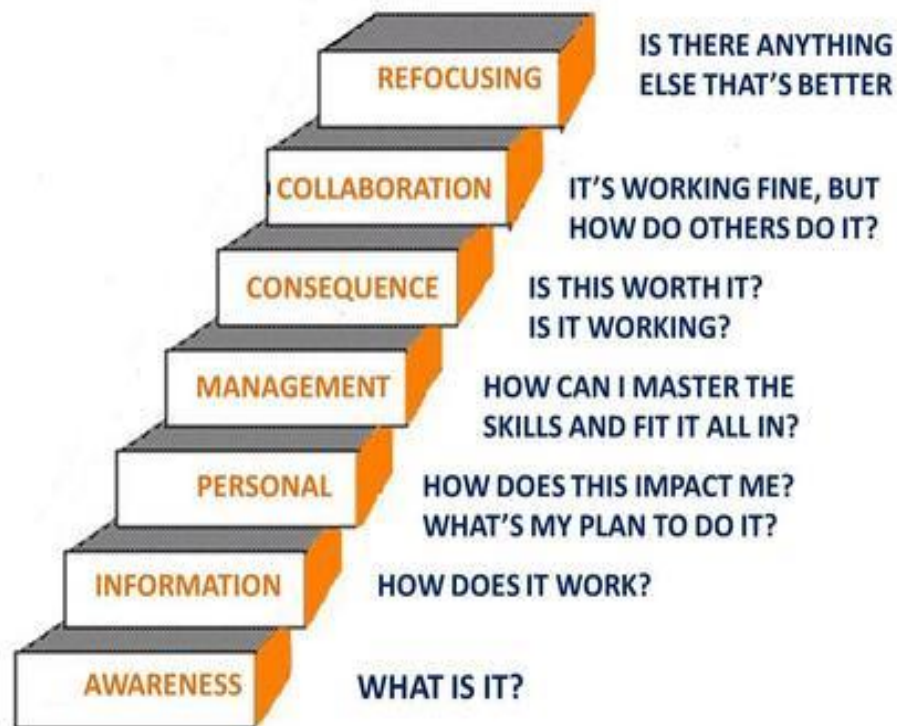 REFOCUSING
IS THERE ANYTHING
ELSE THAT'S BETTER
COLLABORATION
IT'S WORKING FINE, BUT
HOW DO OTHERS DO IT?
CONSEQUENCE
IS THIS WORTH IT?
IS IT WORKING?
MANAGEMENT
HOW CAN I MASTER THE
SKILLS AND FIT IT ALL IN?
PERSONAL
HOW DOES THIS IMPACT ME?
WHAT'S MY PLAN TO DO IT?
INFORMATION
HOW DOES IT WORK?
AWARENESS
WHAT IS IT?